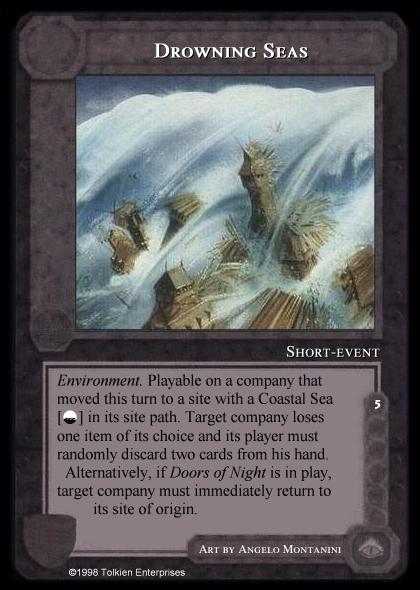 Drowning Seas
Short-event
Environment. Playable on a company that
moved this turn to a site with a Coastal Sea
[] in its site path. Target company loses
one item of its choice and its player must
randomly discard two cards from his hand.
Alternatively, if Doors of Night is in play,
target company must immediately return to
its site of origin.
5
Art by Angelo Montanini
©1998 Tolkien Enterprises